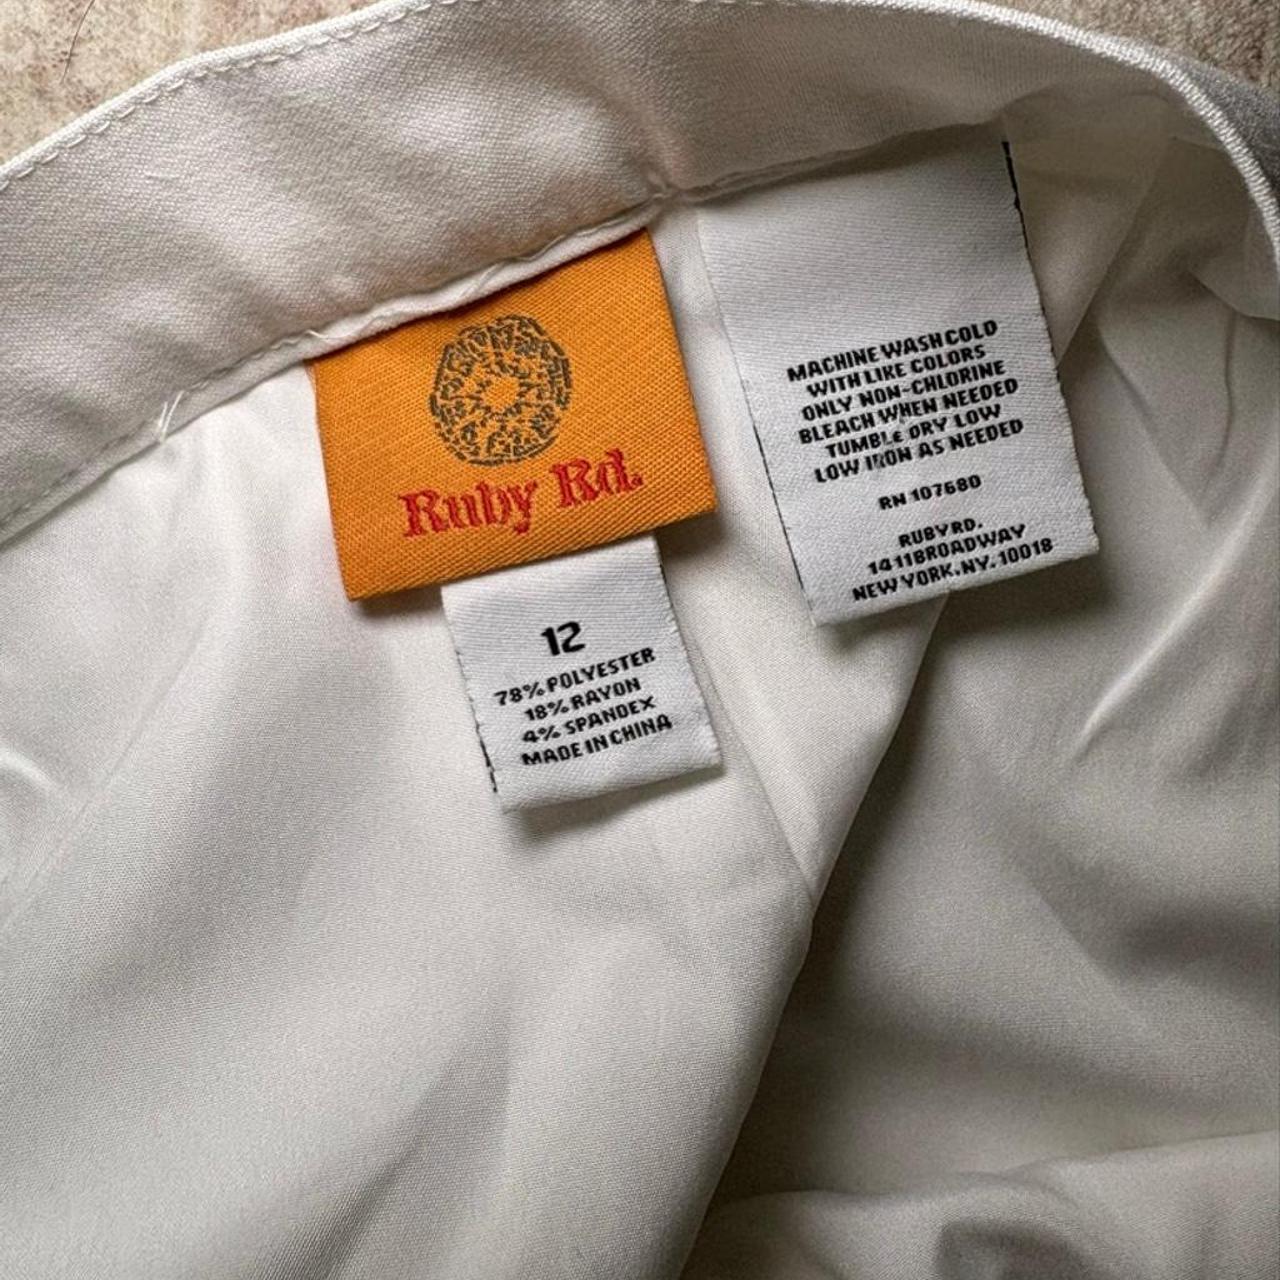 Ruby Rd.
12
78% POLYESTER
18% RAYON
4% SPANDEX
MADE IN CHINA
MACHINE WASH COLD
WITH LIKE COLORS
ONLY NON-CHLORINE
BLEACH WHEN NEEDED
TUMBLE DRY LOW
LOW IRON AS NEEDED
RN 107680
RUBY RD.
1411 BROADWAY
NEW YORK, NY. 10018